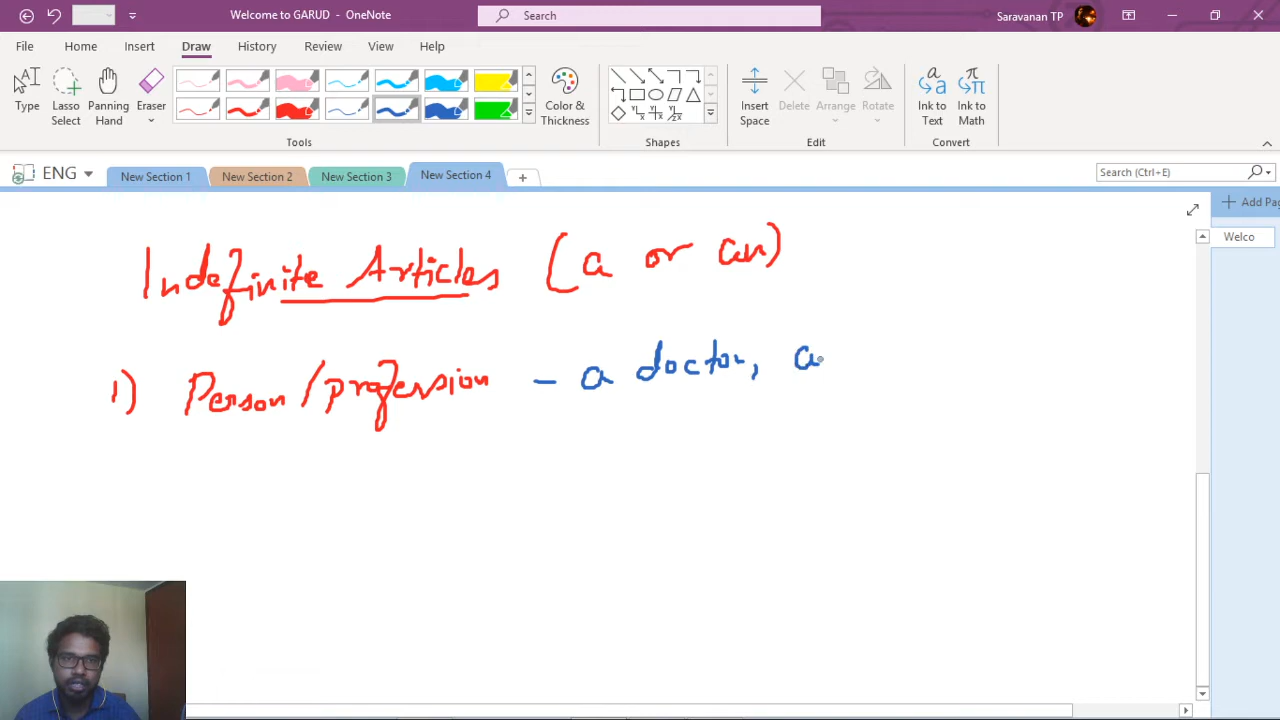 Welcome to GARUD - OneNote
Search
Saravanan TP
File Home Insert Draw History Review View Help
Type
Lasso Select
Panning Hand
Eraser
Color & Thickness
Insert Space
Delete
Arrange
Rotate
Ink to Text
Ink to Math
Tools Shapes Edit Convert
ENG New Section 1 New Section 2 New Section 3 New Section 4 Search (Ctrl+E)
Add Pag
Welco
Indefinite Articles (a or an)
1) Person/profession - a doctor, a